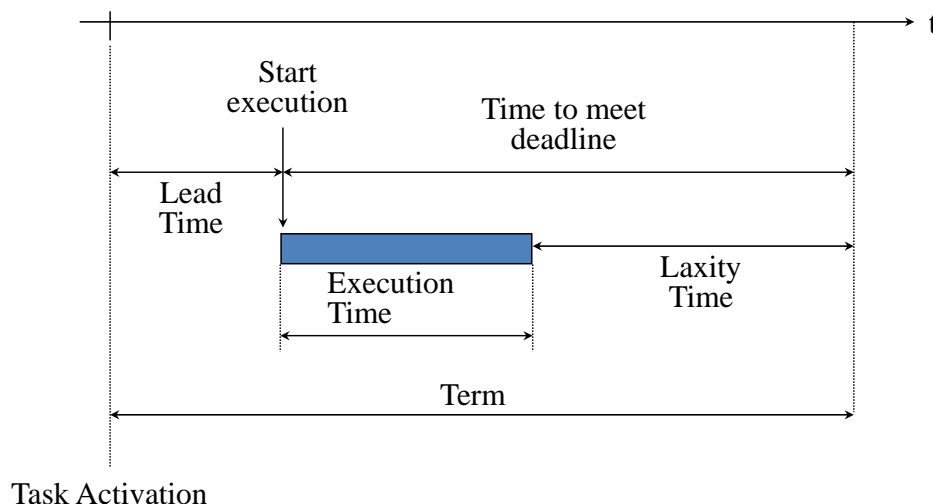 t
Start
execution
Time to meet
deadline
Lead
Time
Execution
Time
Laxity
Time
Term
Task Activation